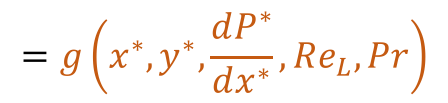 = g ( x*, y*, dP*/dx*, Re_L, Pr )